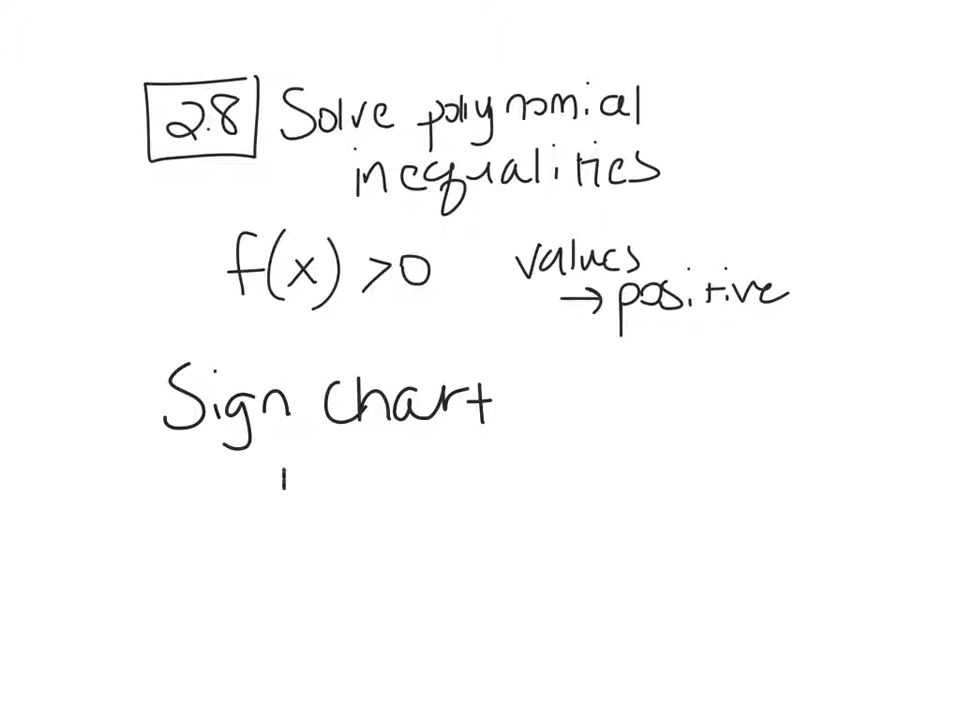 2.8 Solve polynomial
inequalities
f(x) >0 values
→ positive
Sign chart